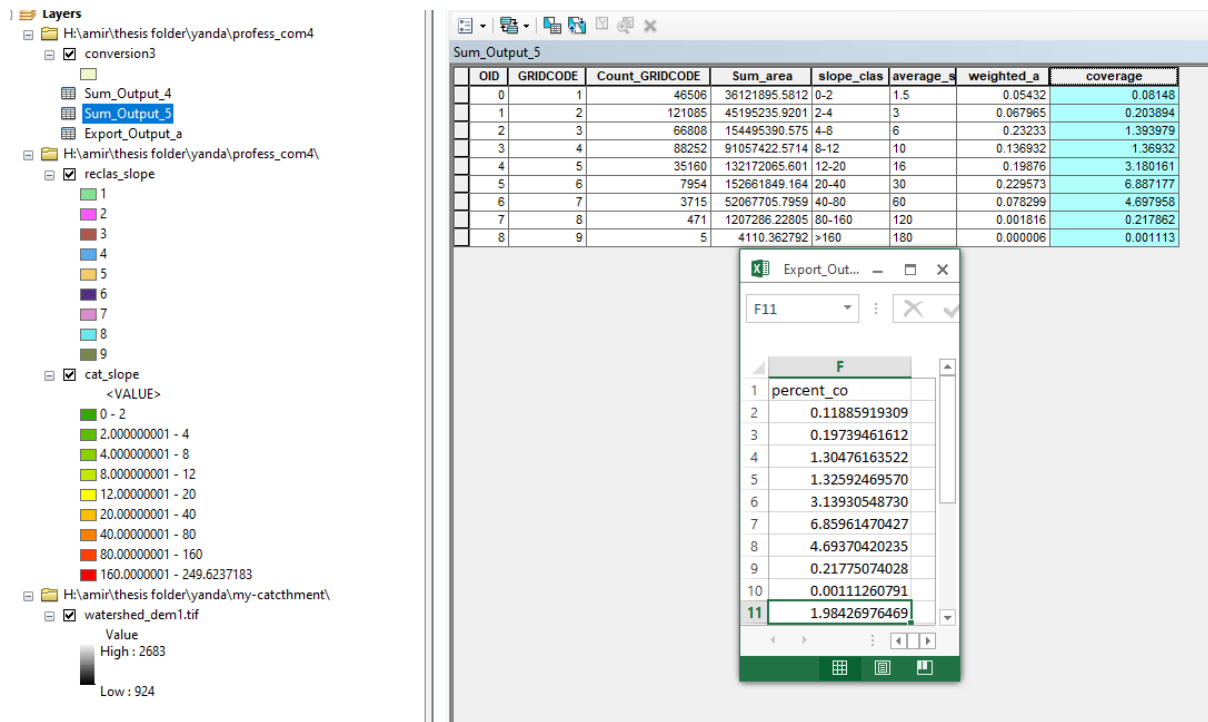 Layers
H:\amir\thesis folder\yanda\profess_com4
conversion3
Sum_Output_4
Sum_Output_5
Export_Output_a
H:\amir\thesis folder\yanda\profess_com4\
reclas_slope
1
2
3
4
5
6
7
8
9
cat_slope
<VALUE>
0 - 2
2.000000001 - 4
4.000000001 - 8
8.000000001 - 12
12.00000001 - 20
20.00000001 - 40
40.00000001 - 80
80.00000001 - 160
160.0000001 - 249.6237183
H:\amir\thesis folder\yanda\my-catcthment\
watershed_dem1.tif
Value
High : 2683
Low : 924
Sum_Output_5
OID GRIDCODE Count_GRIDCODE Sum_area slope_clas average_s weighted_a coverage
0 1 46506 36121895.5812 0-2 1.5 0.05432 0.08148
1 2 121085 45195235.9201 2-4 3 0.067965 0.203894
2 3 66808 154495390.575 4-8 6 0.23233 1.393979
3 4 88252 91057422.5714 8-12 10 0.136932 1.36932
4 5 35160 132172065.601 12-20 16 0.19876 3.180161
5 6 7954 152661849.164 20-40 30 0.229573 6.887177
6 7 3715 52067705.7959 40-80 60 0.078299 4.697958
7 8 471 1207286.22805 80-160 120 0.001816 0.217862
8 9 5 4110.362792 >160 180 0.000006 0.001113
Export_Out...
F11
F
1 percent_co
2 0.11885919309
3 0.19739461612
4 1.30476163522
5 1.32592469570
6 3.13930548730
7 6.85961470427
8 4.69370420235
9 0.21775074028
10 0.00111260791
11 1.98426976469